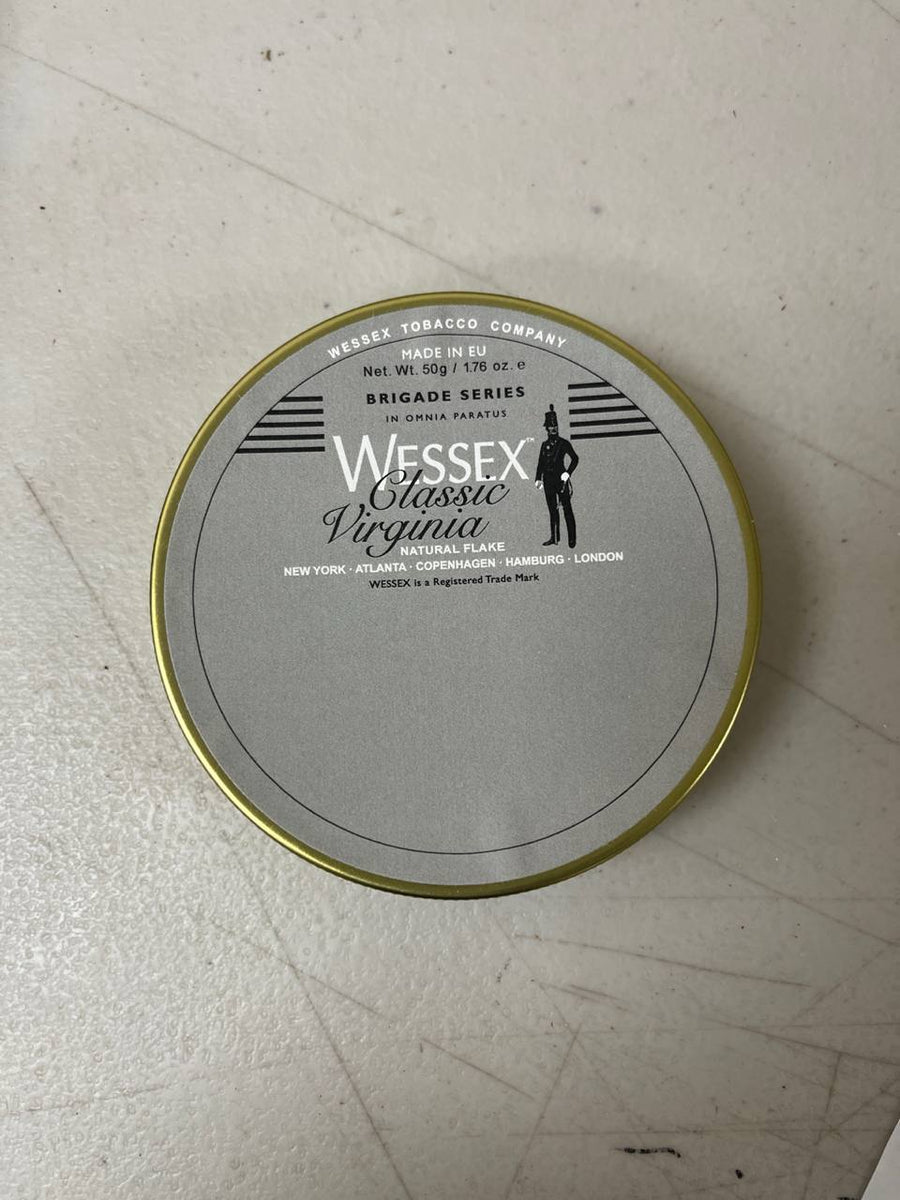 WESSEX TOBACCO COMPANY
MADE IN EU
Net. Wt. 50g / 1.76 oz. e
BRIGADE SERIES
IN OMNIA PARATUS
WESSEX™
Classic
Virginia
NATURAL FLAKE
NEW YORK · ATLANTA · COPENHAGEN · HAMBURG · LONDON
WESSEX is a Registered Trade Mark